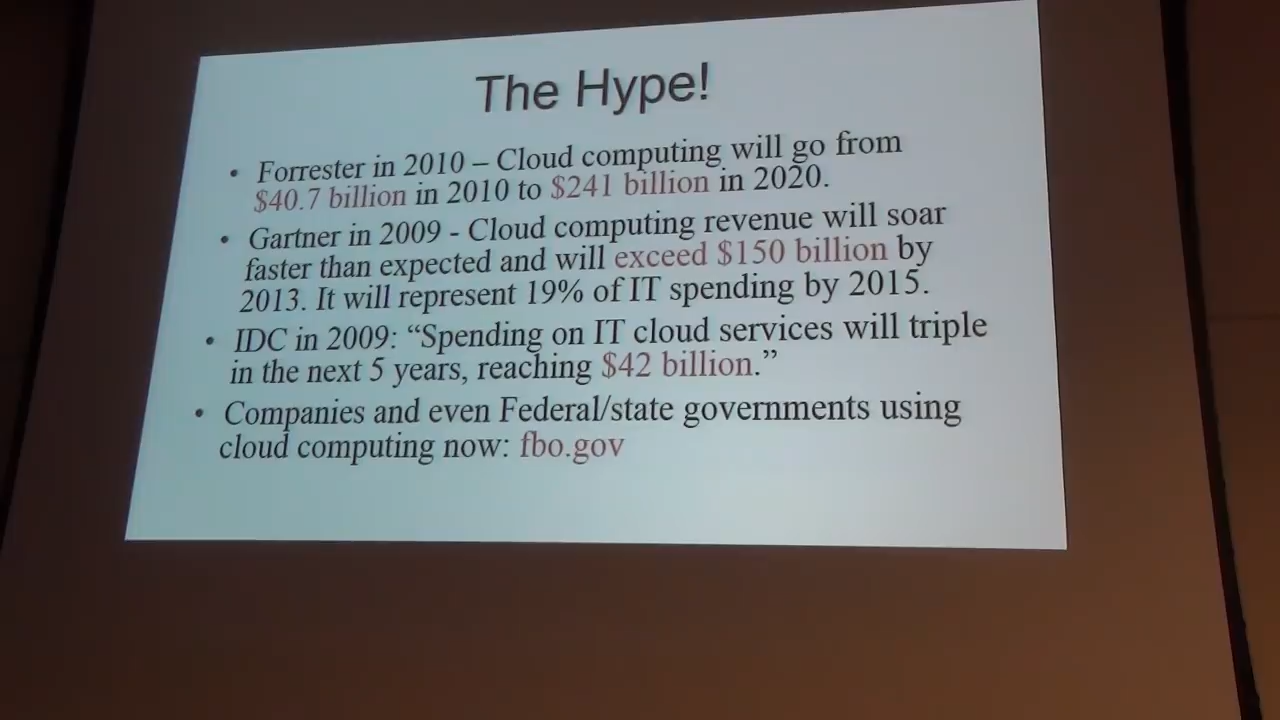 The Hype!
• Forrester in 2010 – Cloud computing will go from
$40.7 billion in 2010 to $241 billion in 2020.
• Gartner in 2009 - Cloud computing revenue will soar
faster than expected and will exceed $150 billion by
2013. It will represent 19% of IT spending by 2015.
• IDC in 2009: “Spending on IT cloud services will triple
in the next 5 years, reaching $42 billion.”
• Companies and even Federal/state governments using
cloud computing now: fbo.gov